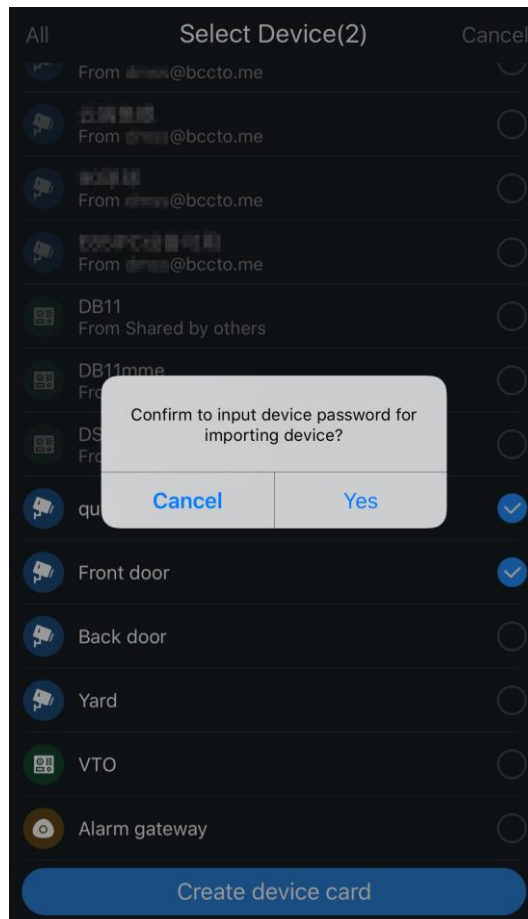 All
Select Device(2)
Cancel
From @bccto.me
From @bccto.me
From @bccto.me
From @bccto.me
DB11
From Shared by others
DB11mme
DS
Confirm to input device password for
importing device?
Cancel
Yes
qu
Front door
Back door
Yard
VTO
Alarm gateway
Create device card